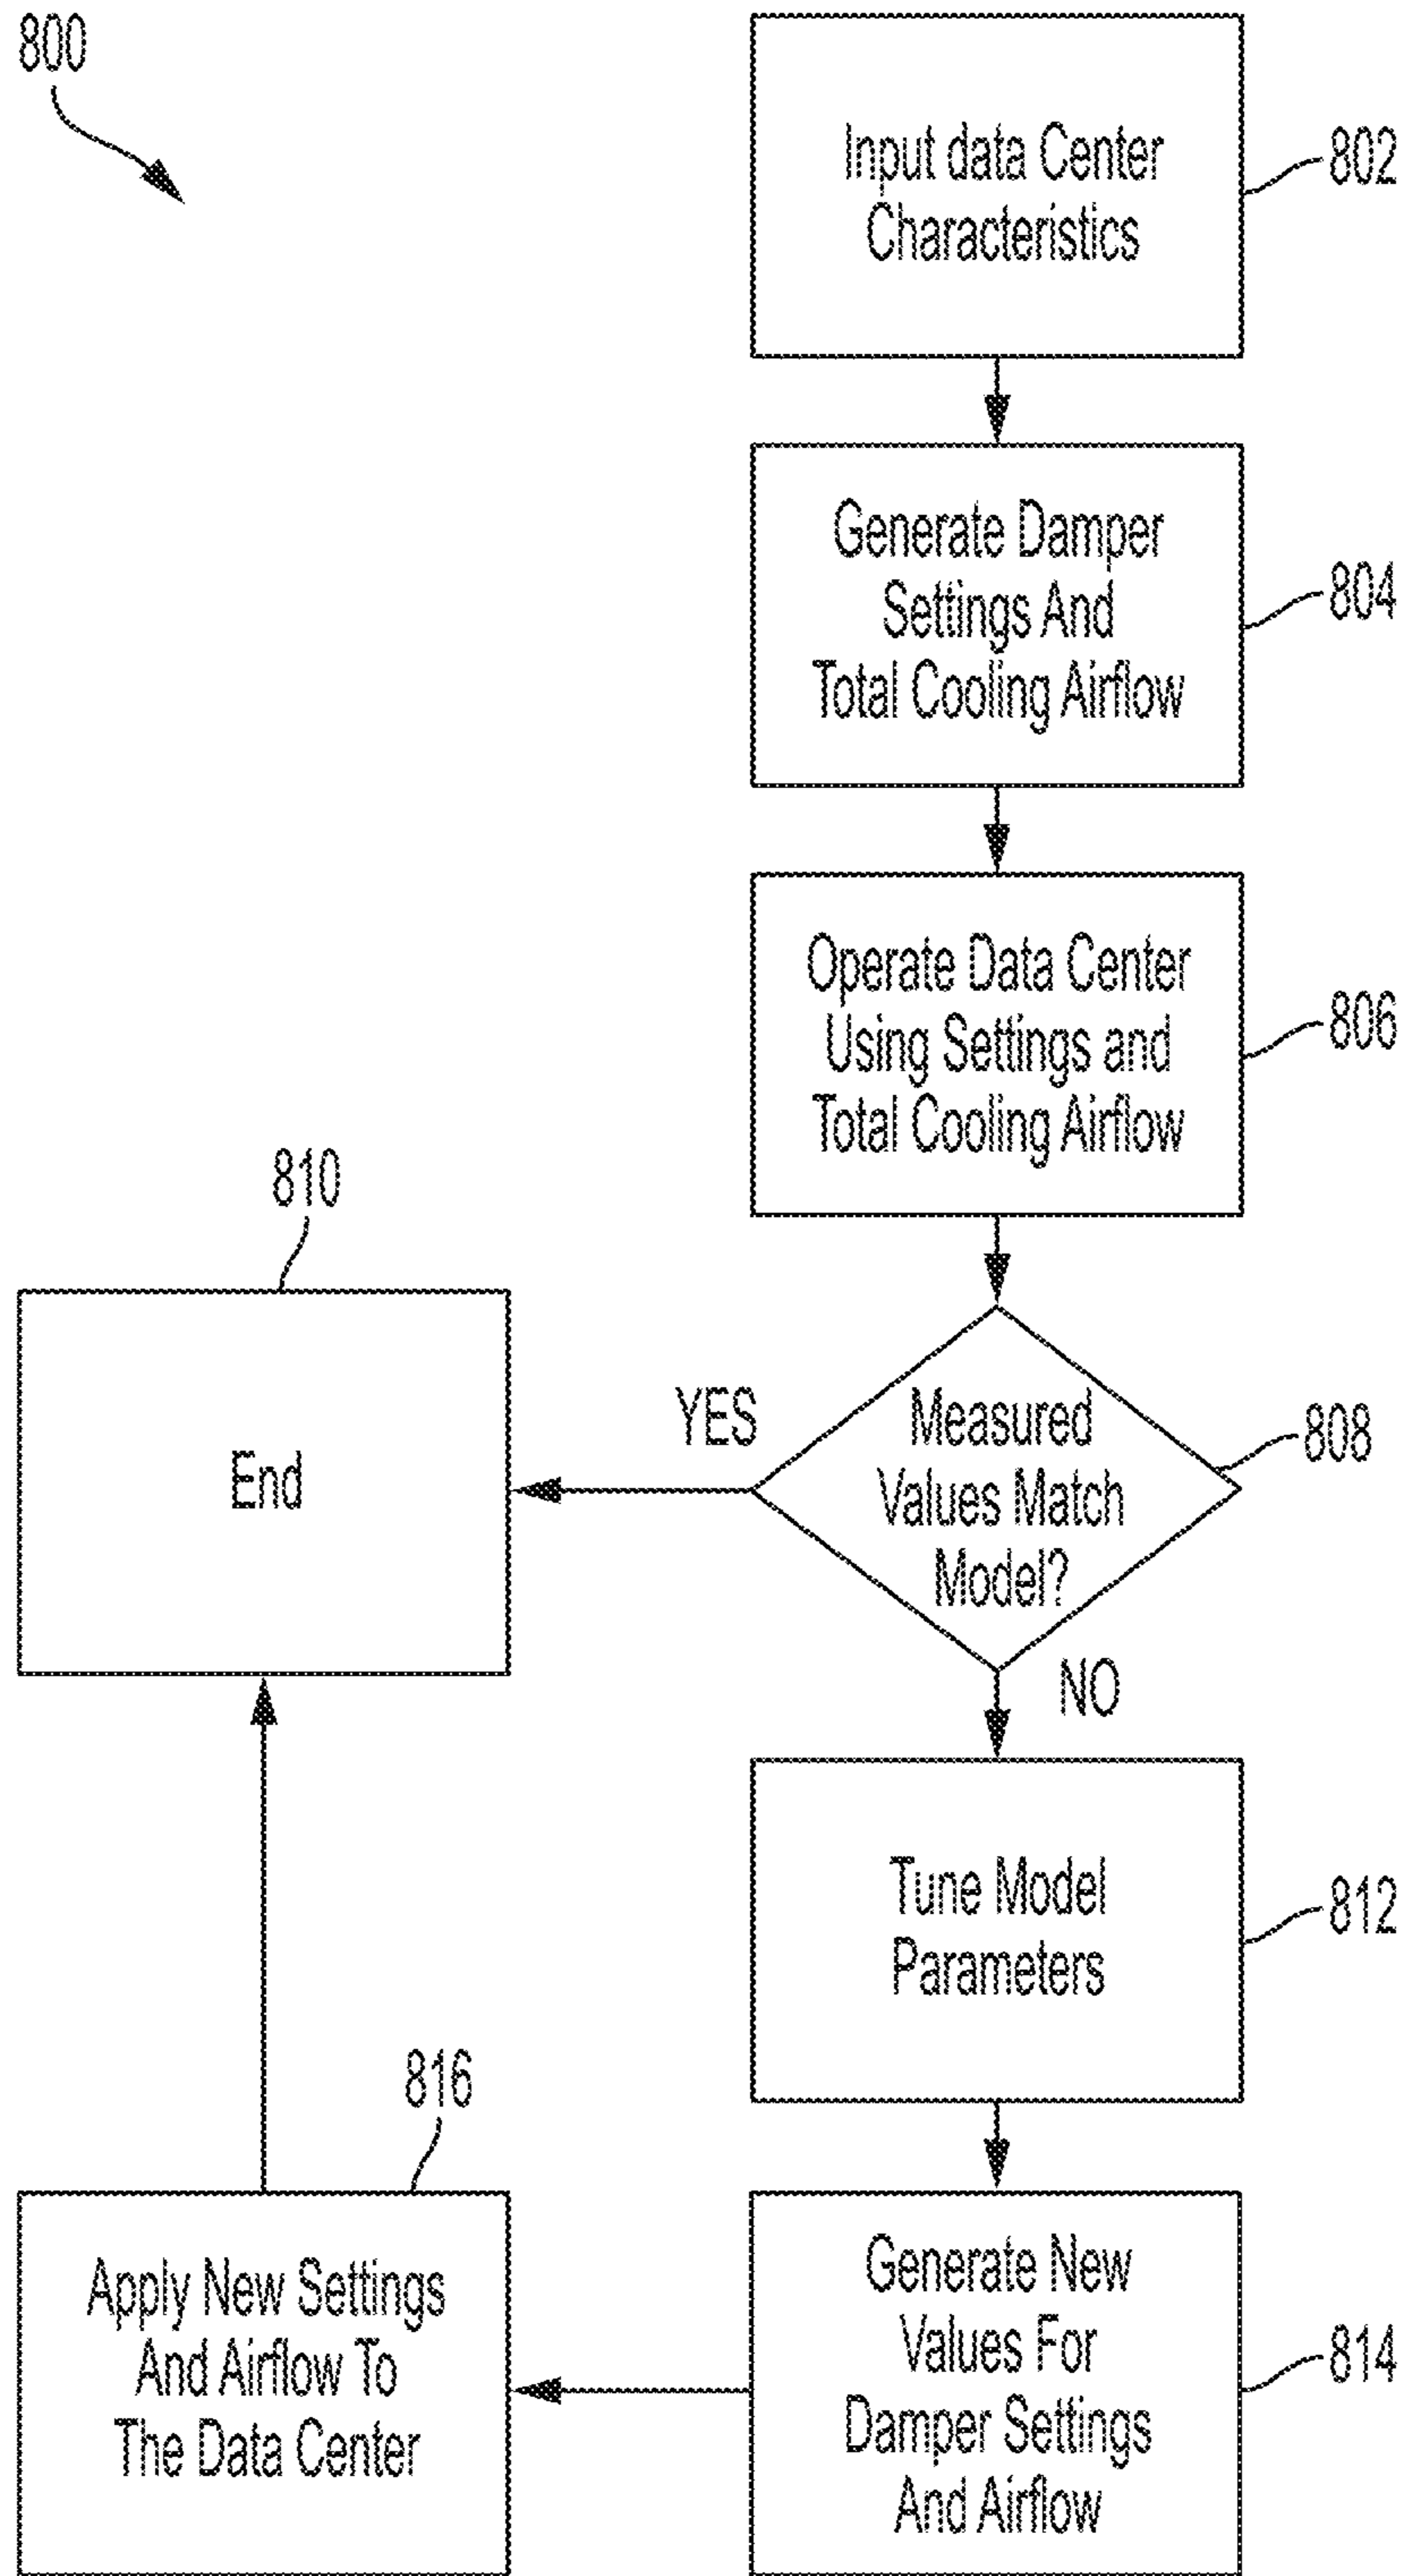 800
Input data Center
Characteristics
802
Generate Damper
Settings And
Total Cooling Airflow
804
Operate Data Center
Using Settings and
Total Cooling Airflow
806
810
End
YES
Measured
Values Match
Model?
808
NO
Tune Model
Parameters
812
816
Apply New Settings
And Airflow To
The Data Center
Generate New
Values For
Damper Settings
And Airflow
814